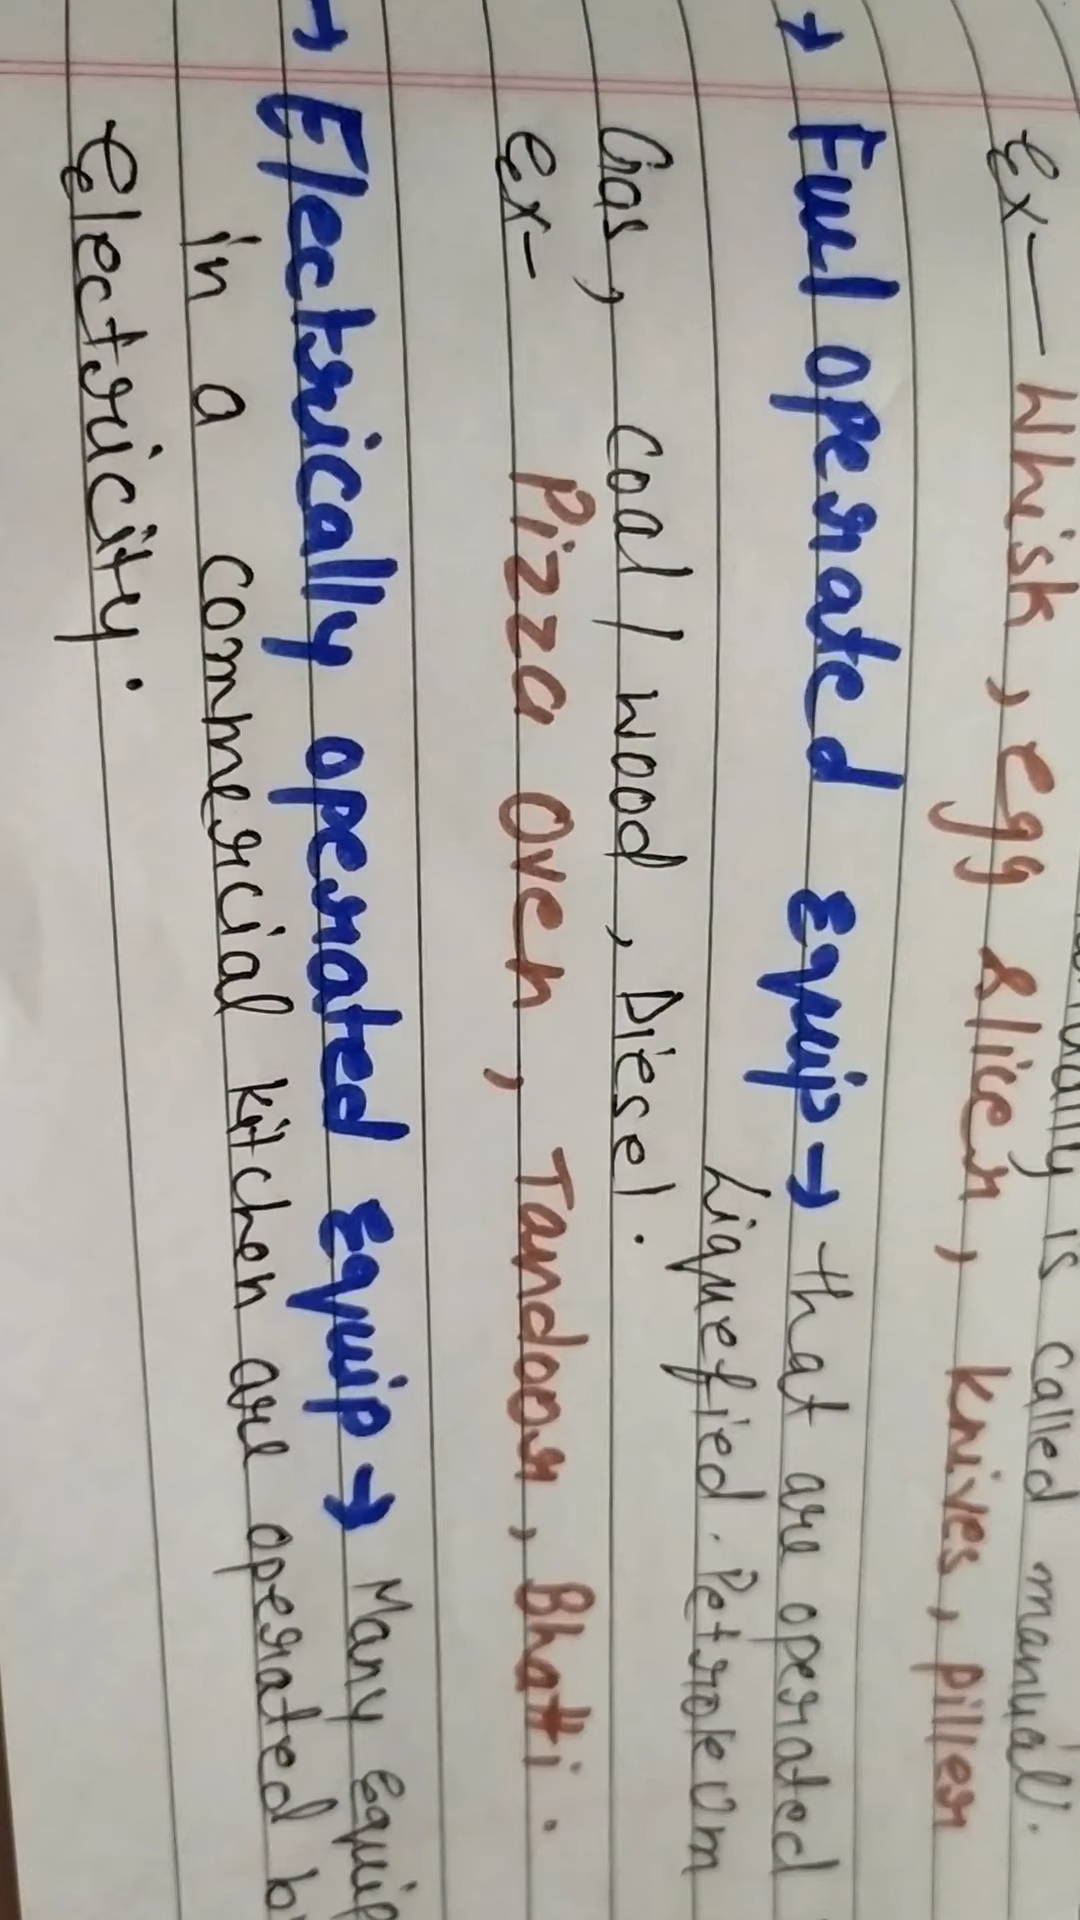 is called manual.
Ex— Whisk, egg slicer, knives, piller
→ Fuel operated Equip→ that are operated
Liquefied. Petroleum
Gas, Coal/wood, Diesel.
Ex- Pizza Oven, Tandoor, Bhatti.
→ Electrically operated Equip→ Many Equip
in a commercial kitchen are operated b
Electricity.